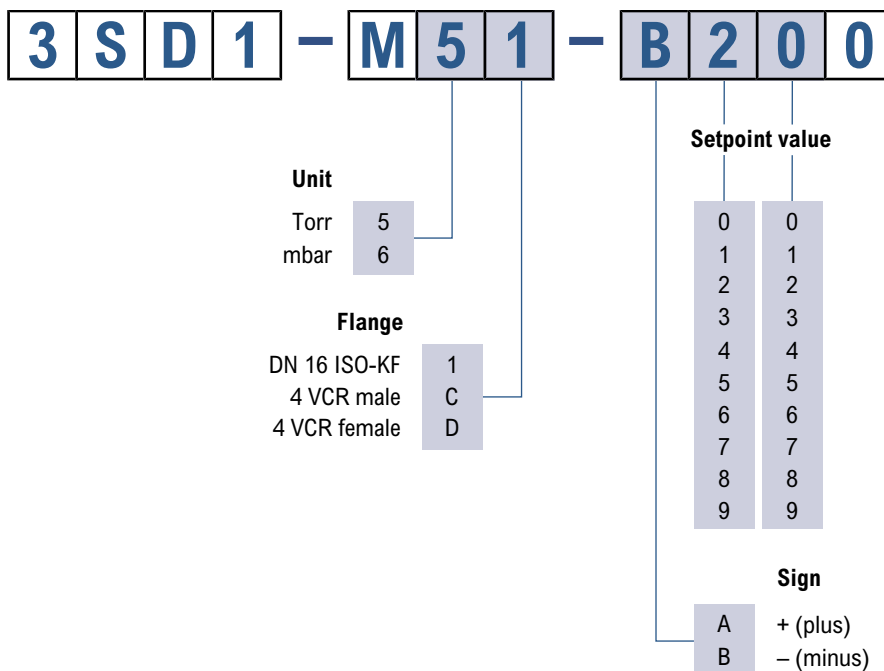 3SD1 – M51 – B200
Setpoint value
Unit
Torr 5
mbar 6
Flange
DN 16 ISO-KF 1
4 VCR male C
4 VCR female D
0 0
1 1
2 2
3 3
4 4
5 5
6 6
7 7
8 8
9 9
Sign
A + (plus)
B – (minus)